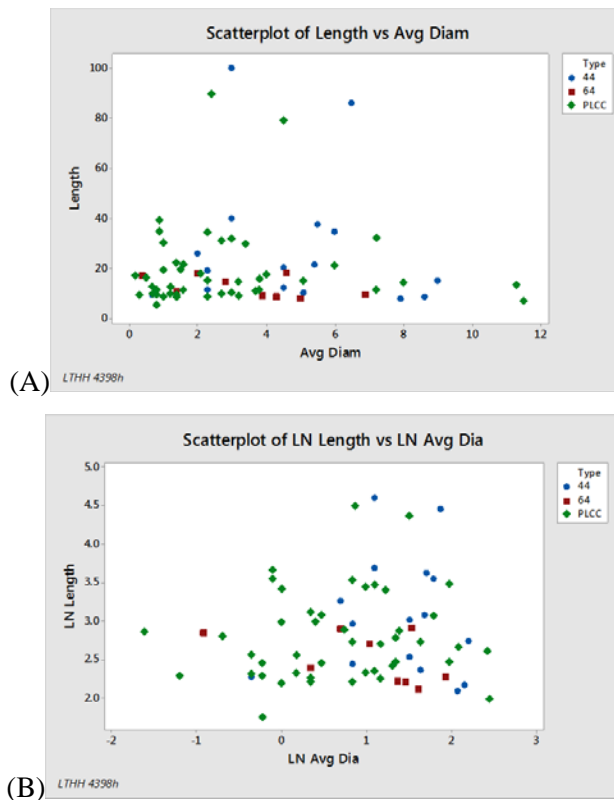 Scatterplot of Length vs Avg Diam
Type
44
64
PLCC
100
80
60
40
20
0
Length
0 2 4 6 8 10 12
Avg Diam
(A)
LTHH 4398h
Scatterplot of LN Length vs LN Avg Dia
Type
44
64
PLCC
5.0
4.5
4.0
3.5
3.0
2.5
2.0
LN Length
-2 -1 0 1 2 3
LN Avg Dia
(B)
LTHH 4398h